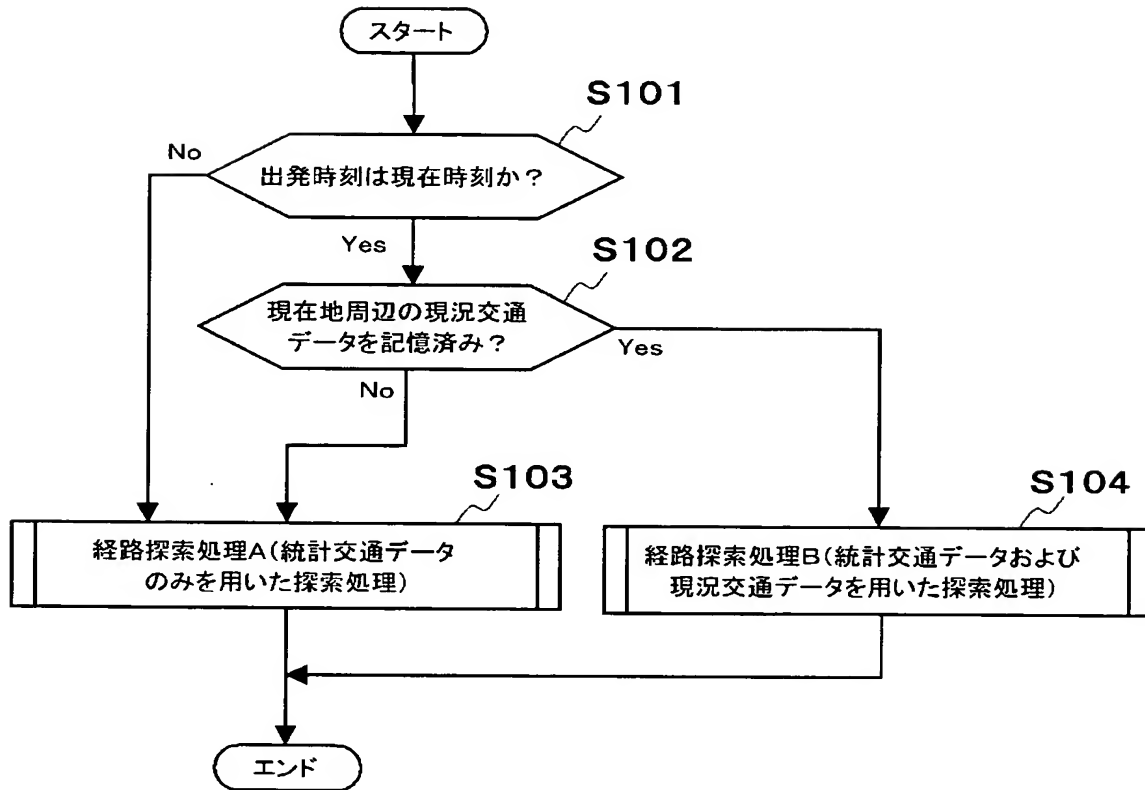 スタート
S101
No
出発時刻は現在時刻か?
Yes
S102
現在地周辺の現況交通
データを記憶済み?
Yes
No
S103
S104
経路探索処理A(統計交通データ
のみを用いた探索処理)
経路探索処理B(統計交通データおよび
現況交通データを用いた探索処理)
エンド